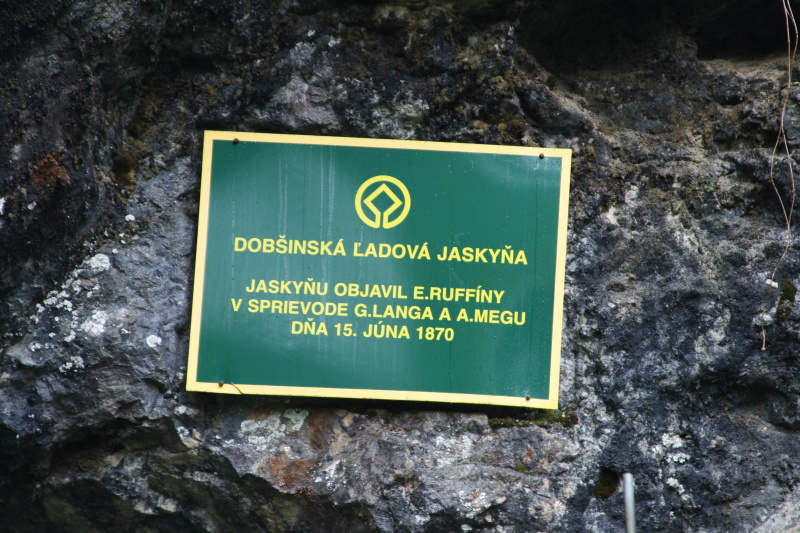 DOBŠINSKÁ ĽADOVÁ JASKYŇA
JASKYŇU OBJAVIL E.RUFFÍNY
V SPRIEVODE G.LANGA A A.MEGU
DŇA 15. JÚNA 1870